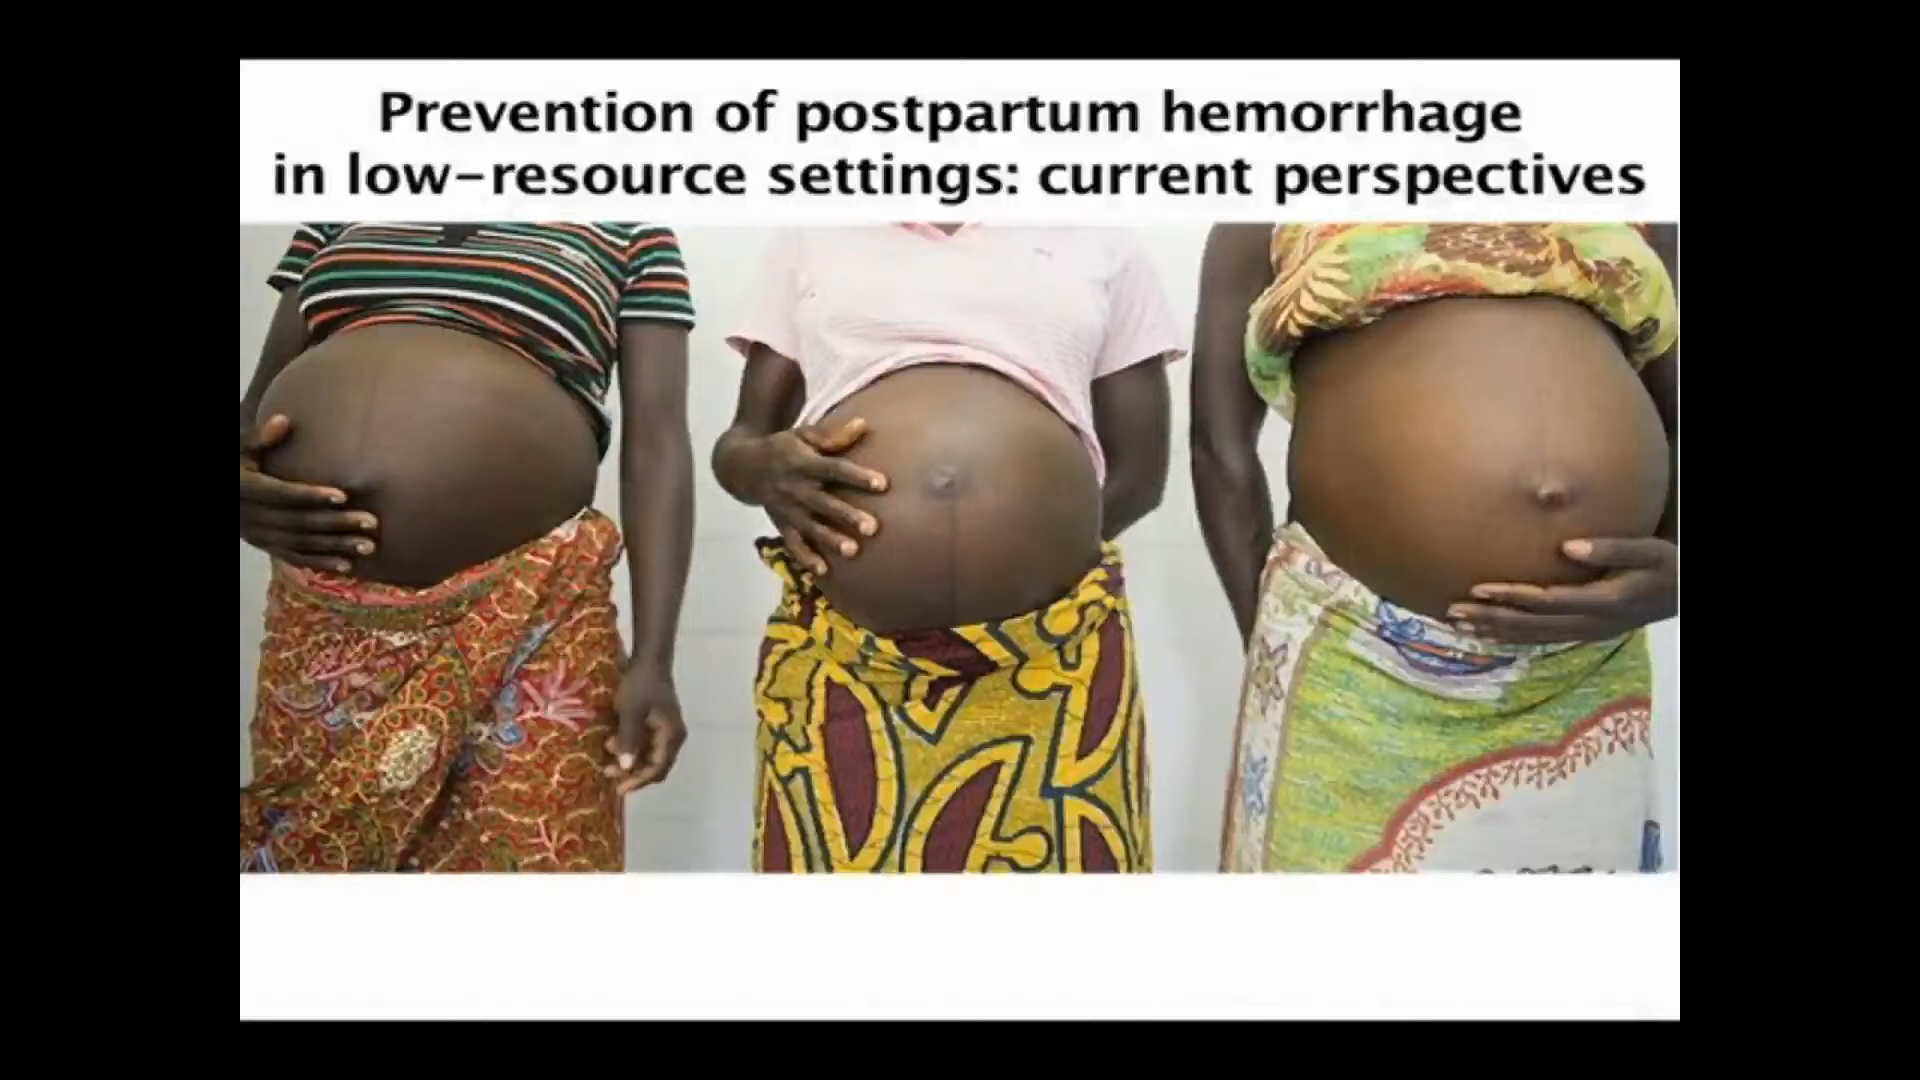 Prevention of postpartum hemorrhage
in low-resource settings: current perspectives